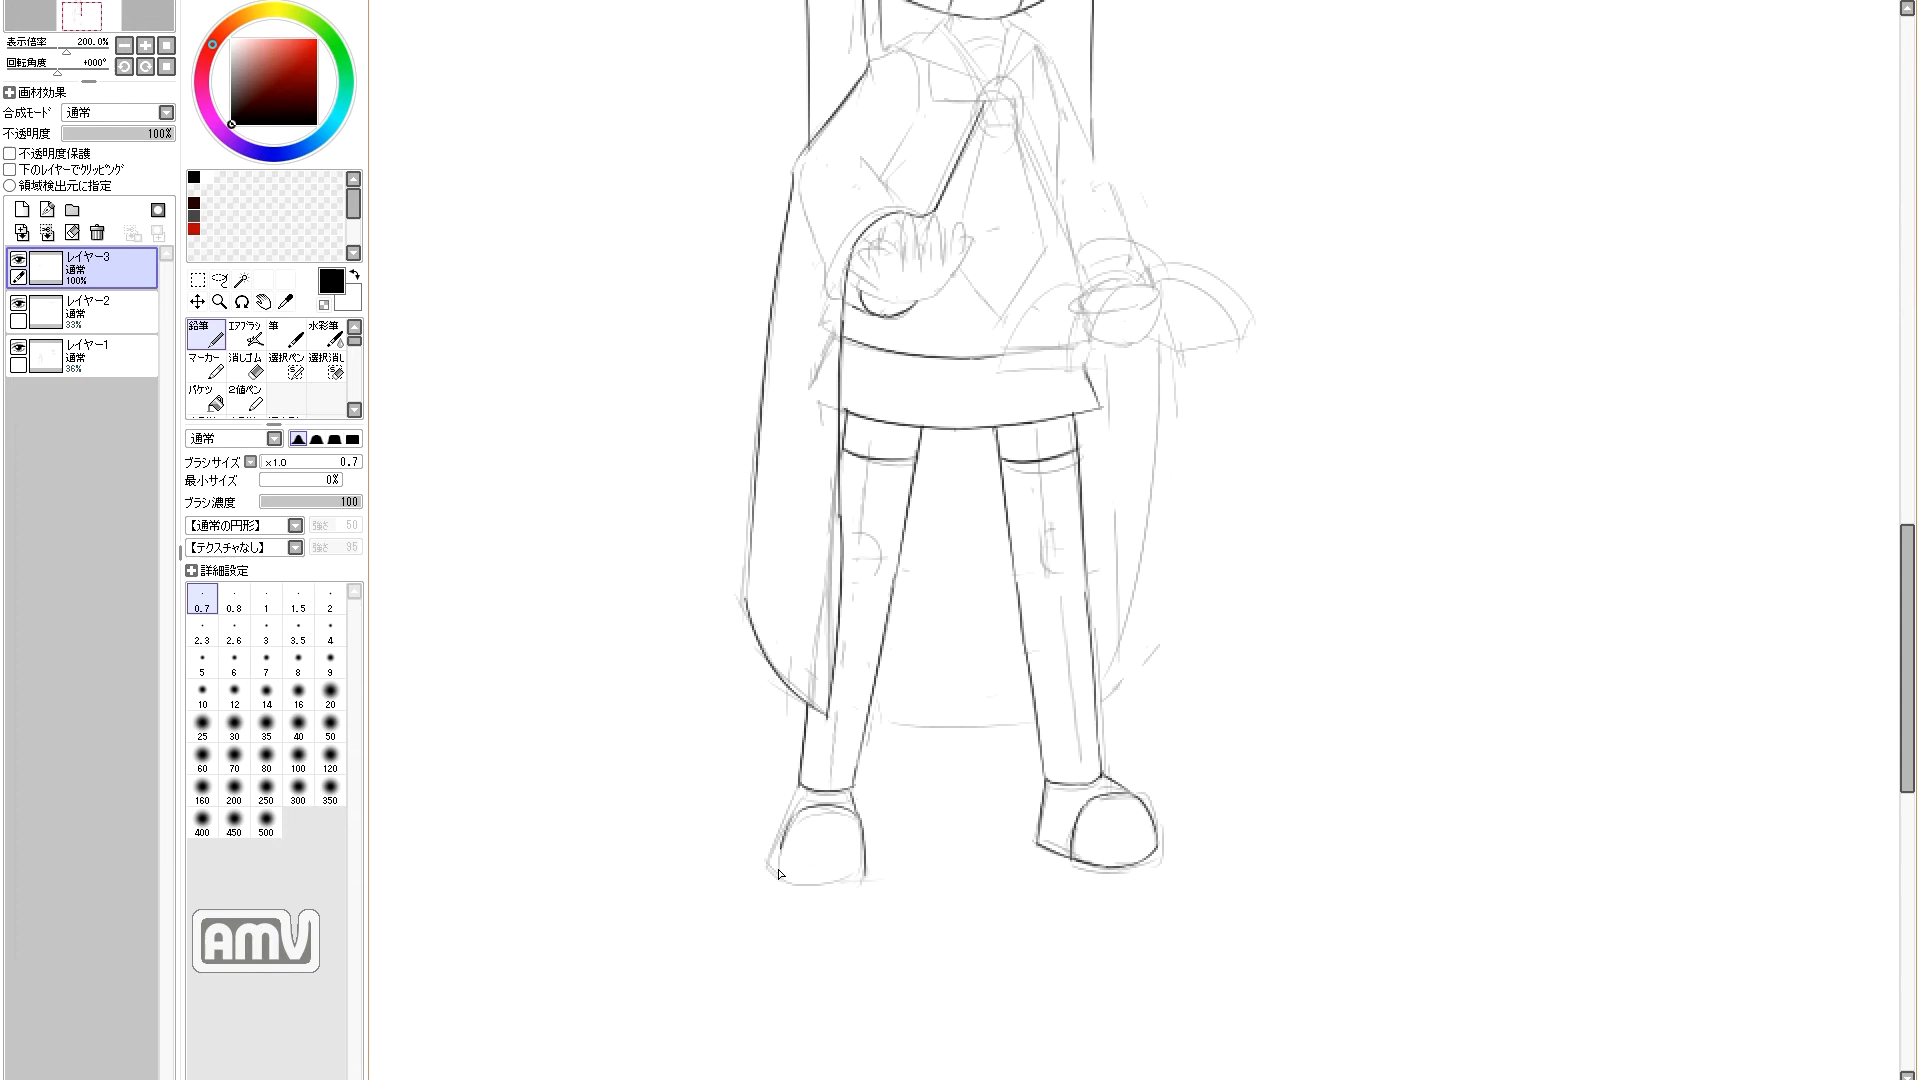 表示倍率 200.0%
回転角度 +000°
画材効果
合成モード 通常
不透明度 100%
不透明度保護
下のレイヤーでクリッピング
領域検出元に指定
レイヤー3
通常
100%
レイヤー2
通常
33%
レイヤー1
通常
36%
鉛筆 エアブラシ 筆 水彩筆
マーカー 消しゴム 選択ペン 選択消し
バケツ 2値ペン
通常
ブラシサイズ x1.0 0.7
最小サイズ 0%
ブラシ濃度 100
【通常の円形】 強さ 50
【テクスチャなし】 強さ 95
詳細設定
0.7 0.8 1 1.5 2
2.3 2.6 3 3.5 4
5 6 7 8 9
10 12 14 16 20
25 30 35 40 50
60 70 80 100 120
160 200 250 300 350
400 450 500
AMV